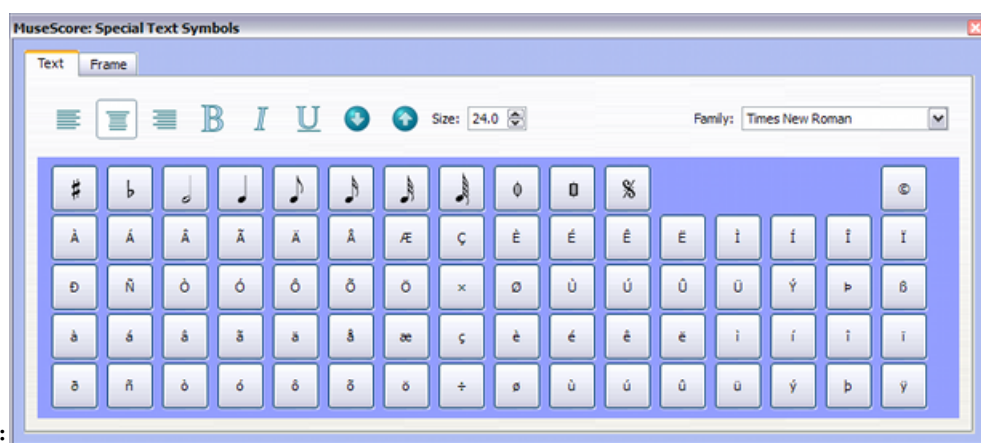 MuseScore: Special Text Symbols
Text Frame
B I U Size: 24.0 Family: Times New Roman
♯ ♭ 𝅗𝅥 ♩ ♪ 𝅘𝅥𝅯 𝅘𝅥𝅰 𝅘𝅥𝅱 𝄌 𝄋 ©
À Á Â Ã Ä Å Æ Ç È É Ê Ë Ì Í Î Ï
Ð Ñ Ò Ó Ô Õ Ö × Ø Ù Ú Û Ü Ý Þ ß
à á â ã ä å æ ç è é ê ë ì í î ï
ð ñ ò ó ô õ ö ÷ ø ù ú û ü ý þ ÿ
: